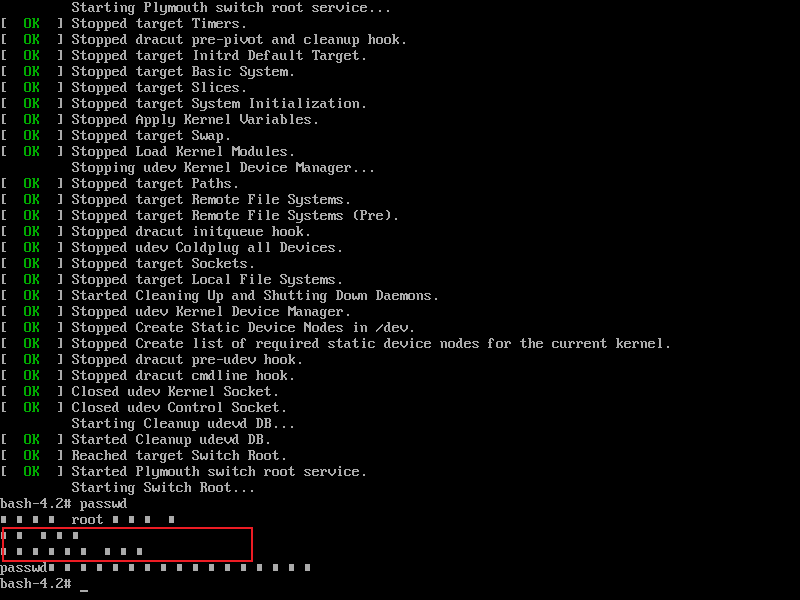 Starting Plymouth switch root service...
[ OK ] Stopped target Timers.
[ OK ] Stopped dracut pre-pivot and cleanup hook.
[ OK ] Stopped target Initrd Default Target.
[ OK ] Stopped target Basic System.
[ OK ] Stopped target Slices.
[ OK ] Stopped target System Initialization.
[ OK ] Stopped Apply Kernel Variables.
[ OK ] Stopped target Swap.
[ OK ] Stopped Load Kernel Modules.
Stopping udev Kernel Device Manager...
[ OK ] Stopped target Paths.
[ OK ] Stopped target Remote File Systems.
[ OK ] Stopped target Remote File Systems (Pre).
[ OK ] Stopped dracut initqueue hook.
[ OK ] Stopped udev Coldplug all Devices.
[ OK ] Stopped target Sockets.
[ OK ] Stopped target Local File Systems.
[ OK ] Started Cleaning Up and Shutting Down Daemons.
[ OK ] Stopped udev Kernel Device Manager.
[ OK ] Stopped Create Static Device Nodes in /dev.
[ OK ] Stopped Create list of required static device nodes for the current kernel.
[ OK ] Stopped dracut pre-udev hook.
[ OK ] Stopped dracut cmdline hook.
[ OK ] Closed udev Kernel Socket.
[ OK ] Closed udev Control Socket.
Starting Cleanup udevd DB...
[ OK ] Started Cleanup udevd DB.
[ OK ] Reached target Switch Root.
[ OK ] Started Plymouth switch root service.
Starting Switch Root...
bash-4.2# passwd
■ ■ ■ ■ root ■ ■ ■ ■
■ ■ ■ ■ ■
■ ■ ■ ■ ■ ■ ■ ■ ■
passwd■ ■ ■ ■ ■ ■ ■ ■ ■ ■ ■ ■ ■ ■ ■ ■ ■
bash-4.2# _